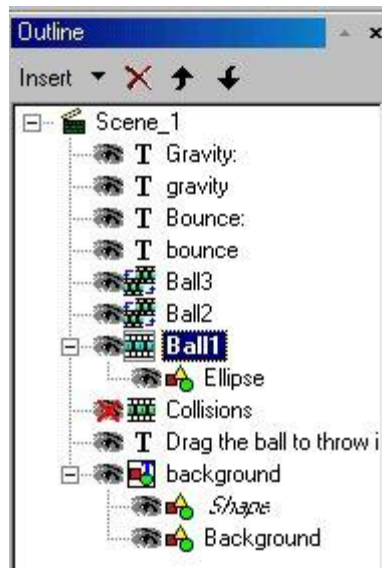 Outline
Insert
Scene_1
T Gravity:
T gravity
T Bounce:
T bounce
Ball3
Ball2
Ball1
Ellipse
Collisions
T Drag the ball to throw i
background
Shape
Background